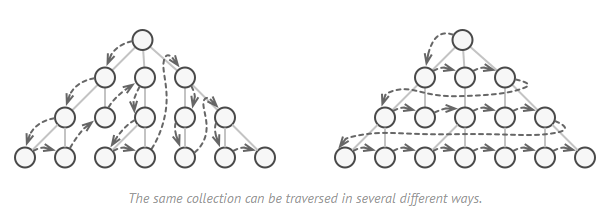 The same collection can be traversed in several different ways.